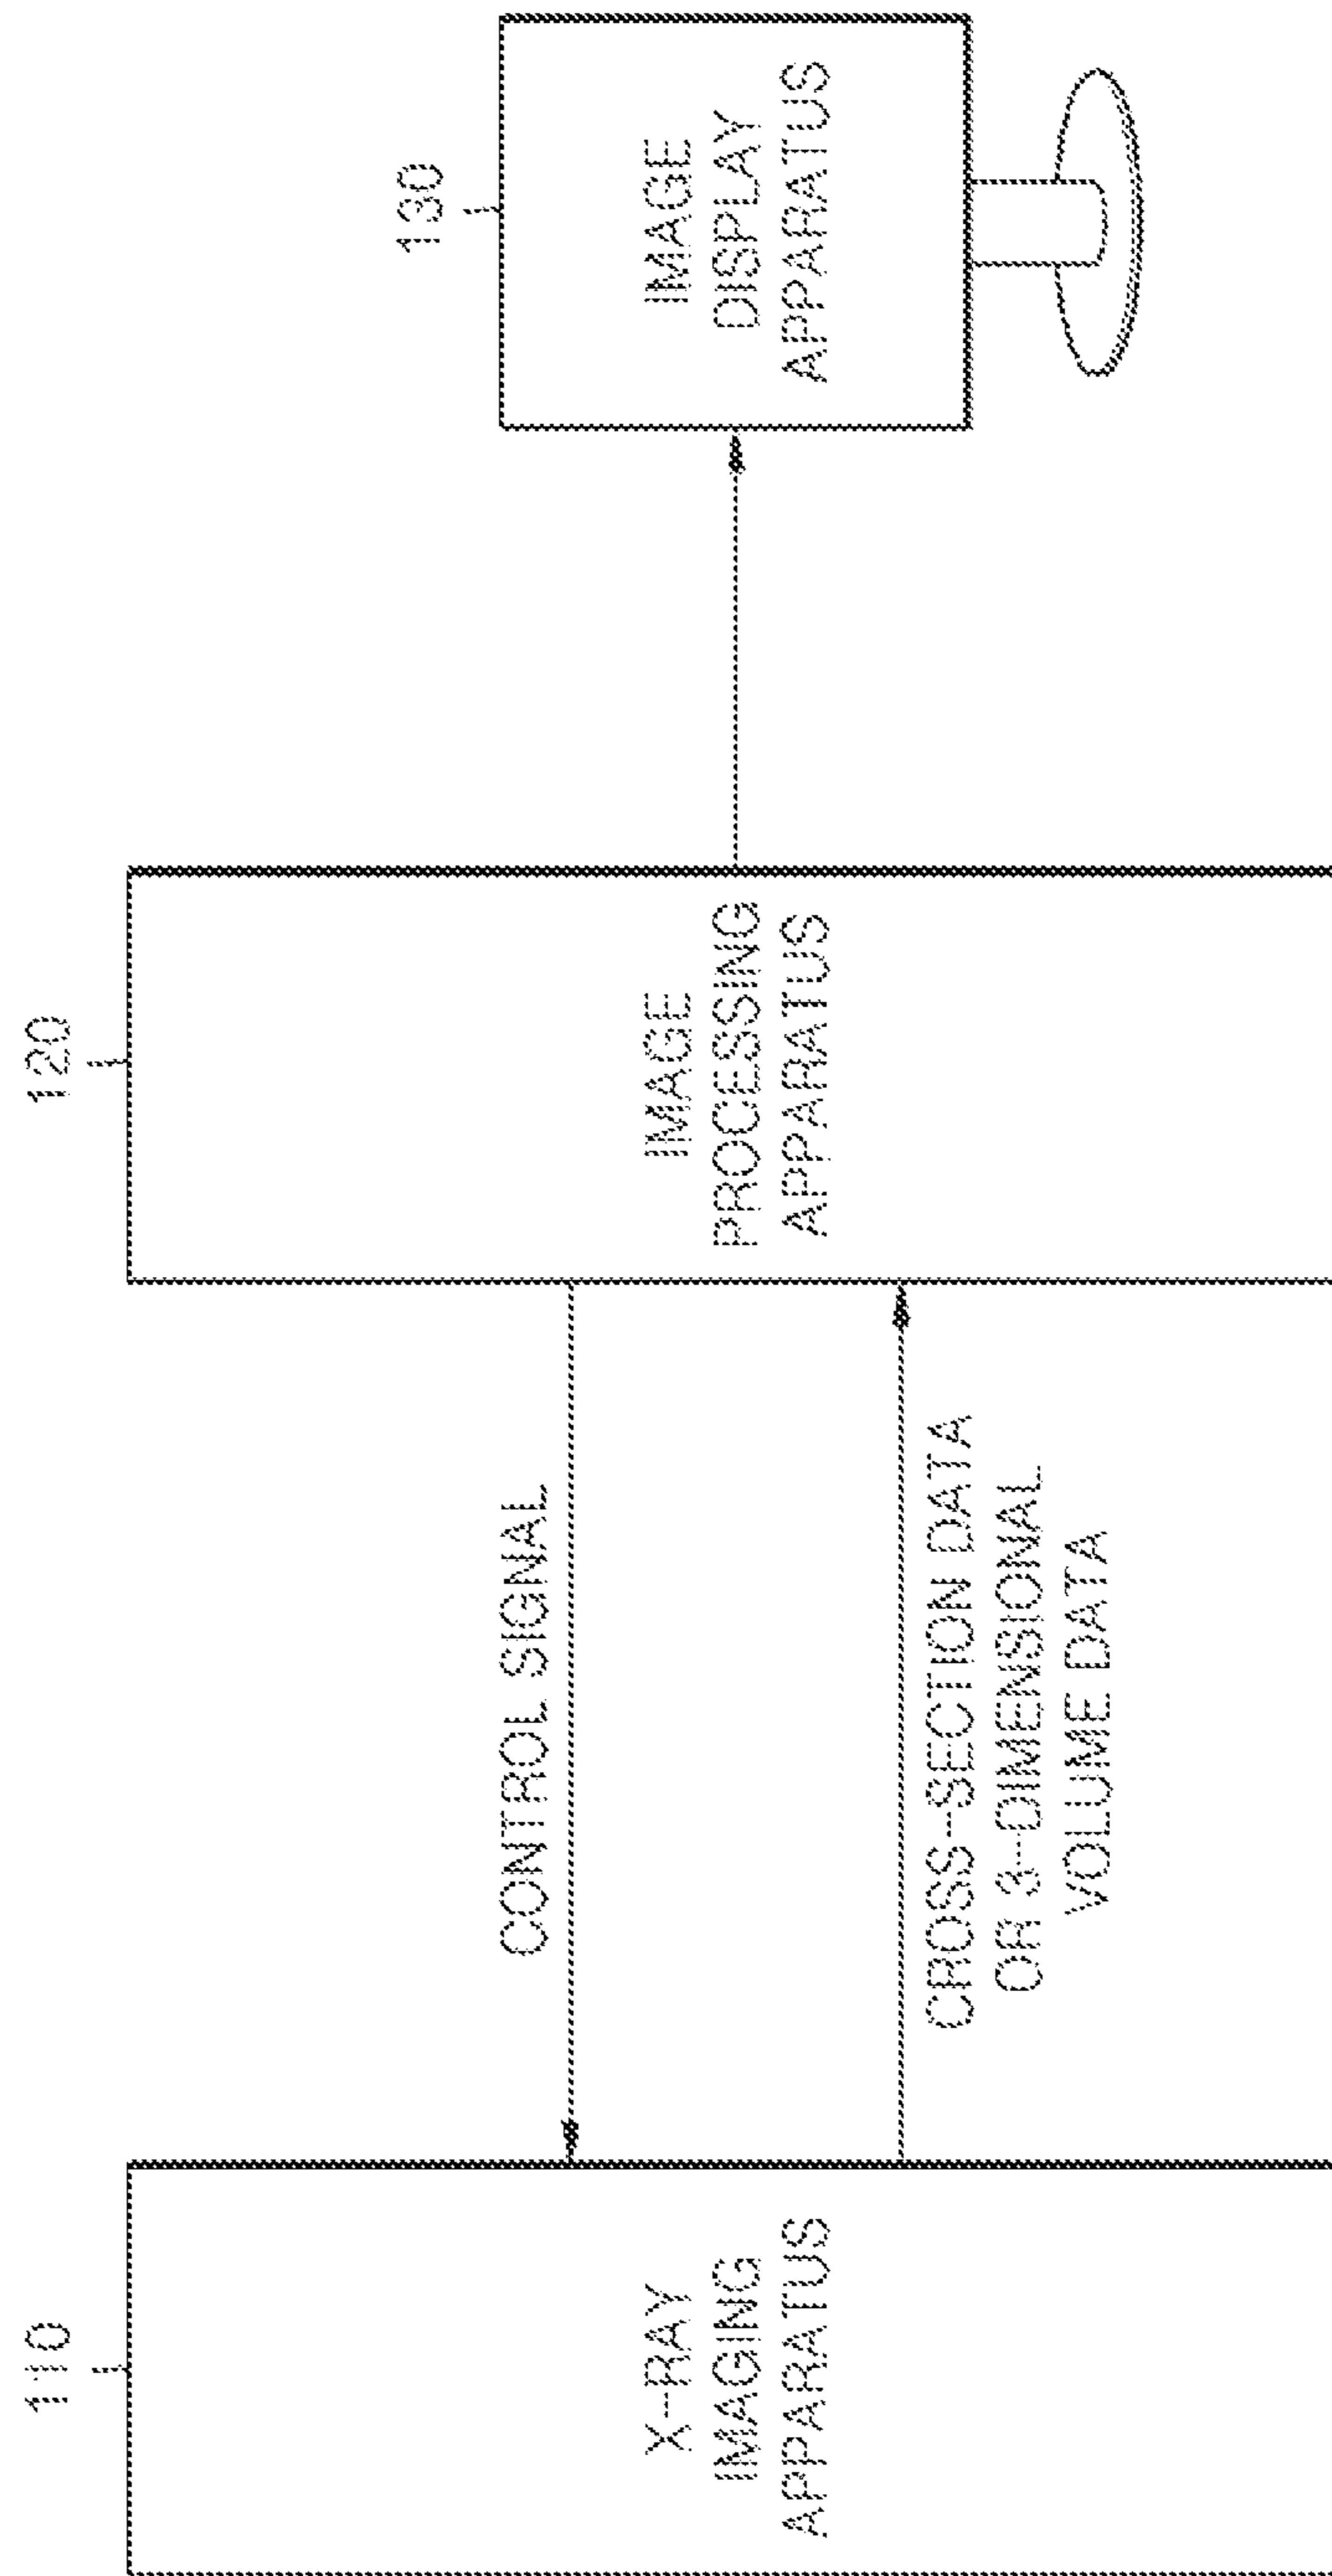 110
X-RAY
IMAGING
APPARATUS
CONTROL SIGNAL
CROSS-SECTION DATA
OR 3-DIMENSIONAL
VOLUME DATA
120
IMAGE
PROCESSING
APPARATUS
130
IMAGE
DISPLAY
APPARATUS